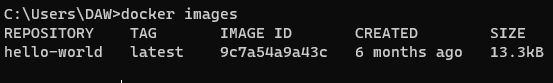 C:\Users\DAW>docker images
REPOSITORY TAG IMAGE ID CREATED SIZE
hello-world latest 9c7a54a9a43c 6 months ago 13.3kB